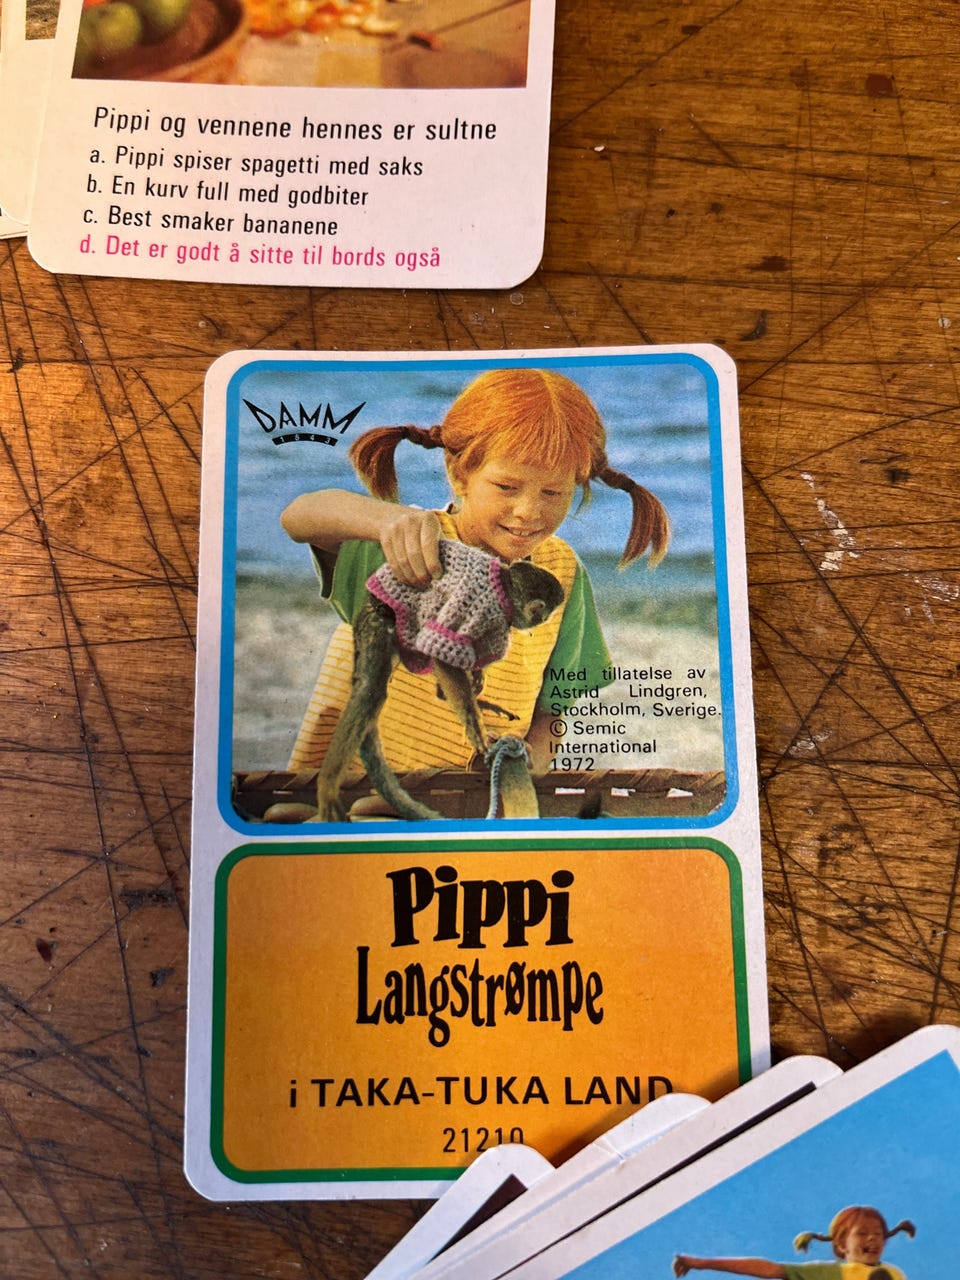 Pippi og vennene hennes er sultne
a. Pippi spiser spagetti med saks
b. En kurv full med godbiter
c. Best smaker bananene
d. Det er godt å sitte til bords også
DAMM
1843
Med tillatelse av
Astrid Lindgren,
Stockholm, Sverige.
© Semic
International
1972
Pippi
Langstrømpe
i TAKA-TUKA LAND
21210